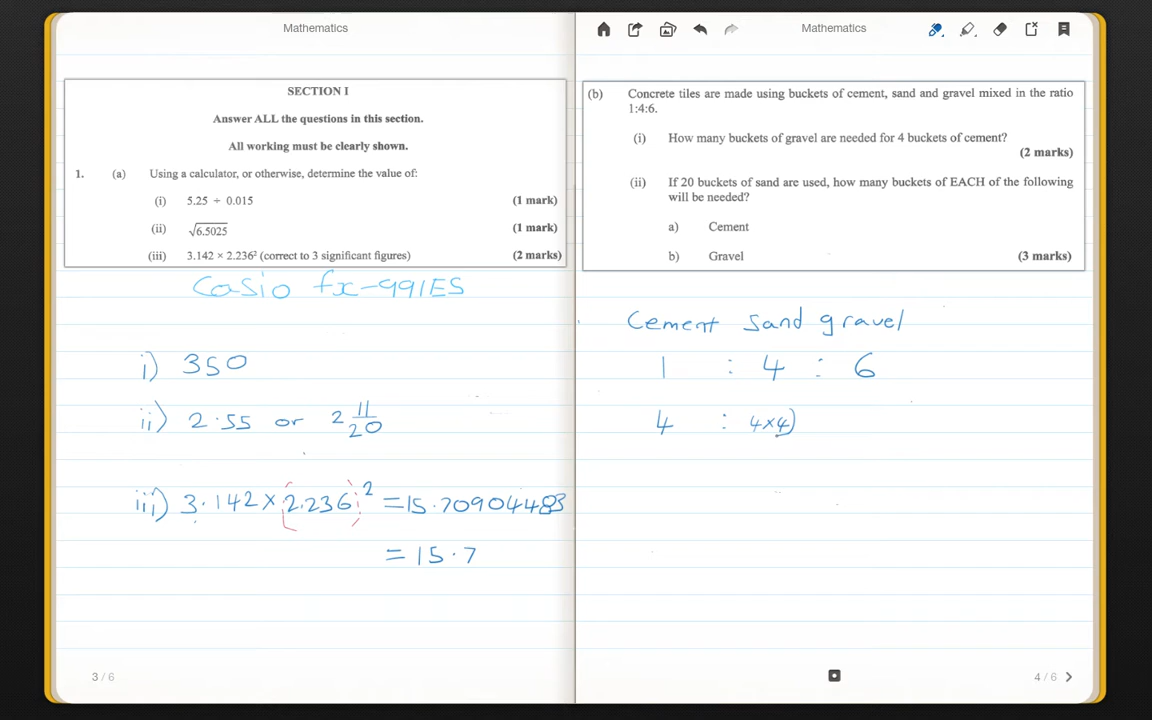 Mathematics
SECTION I
Answer ALL the questions in this section.
All working must be clearly shown.
1. (a) Using a calculator, or otherwise, determine the value of:
(i) 5.25 ÷ 0.015 (1 mark)
(ii) √6.5025 (1 mark)
(iii) 3.142 × 2.236² (correct to 3 significant figures) (2 marks)
Casio fx-991ES
i) 350
ii) 2.55 or 2 11/20
iii) 3.142 × (2.236)² = 15.70904483
= 15.7
3 / 6
Mathematics
(b) Concrete tiles are made using buckets of cement, sand and gravel mixed in the ratio
1:4:6.
(i) How many buckets of gravel are needed for 4 buckets of cement?
(2 marks)
(ii) If 20 buckets of sand are used, how many buckets of EACH of the following
will be needed?
a) Cement
b) Gravel (3 marks)
Cement Sand gravel
1 : 4 : 6
4 : 4×4)
4 / 6